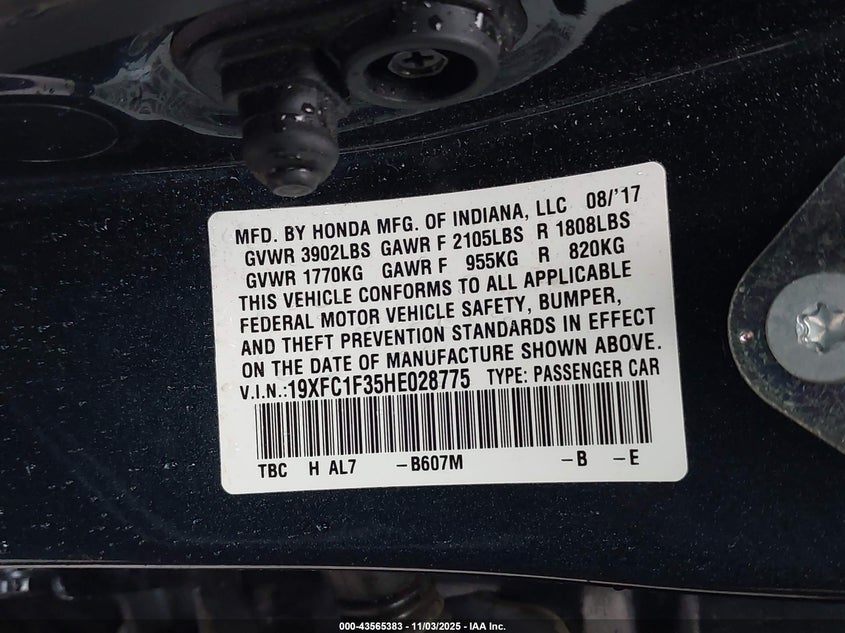 MFD. BY HONDA MFG. OF INDIANA, LLC 08/'17
GVWR 3902LBS GAWR F 2105LBS R 1808LBS
GVWR 1770KG GAWR F 955KG R 820KG
THIS VEHICLE CONFORMS TO ALL APPLICABLE
FEDERAL MOTOR VEHICLE SAFETY, BUMPER,
AND THEFT PREVENTION STANDARDS IN EFFECT
ON THE DATE OF MANUFACTURE SHOWN ABOVE.
V.I.N.:19XFC1F35HE028775 TYPE: PASSENGER CAR
TBC H AL7 –B607M –B –E
000-43565383 - 11/03/2025 - IAA Inc.